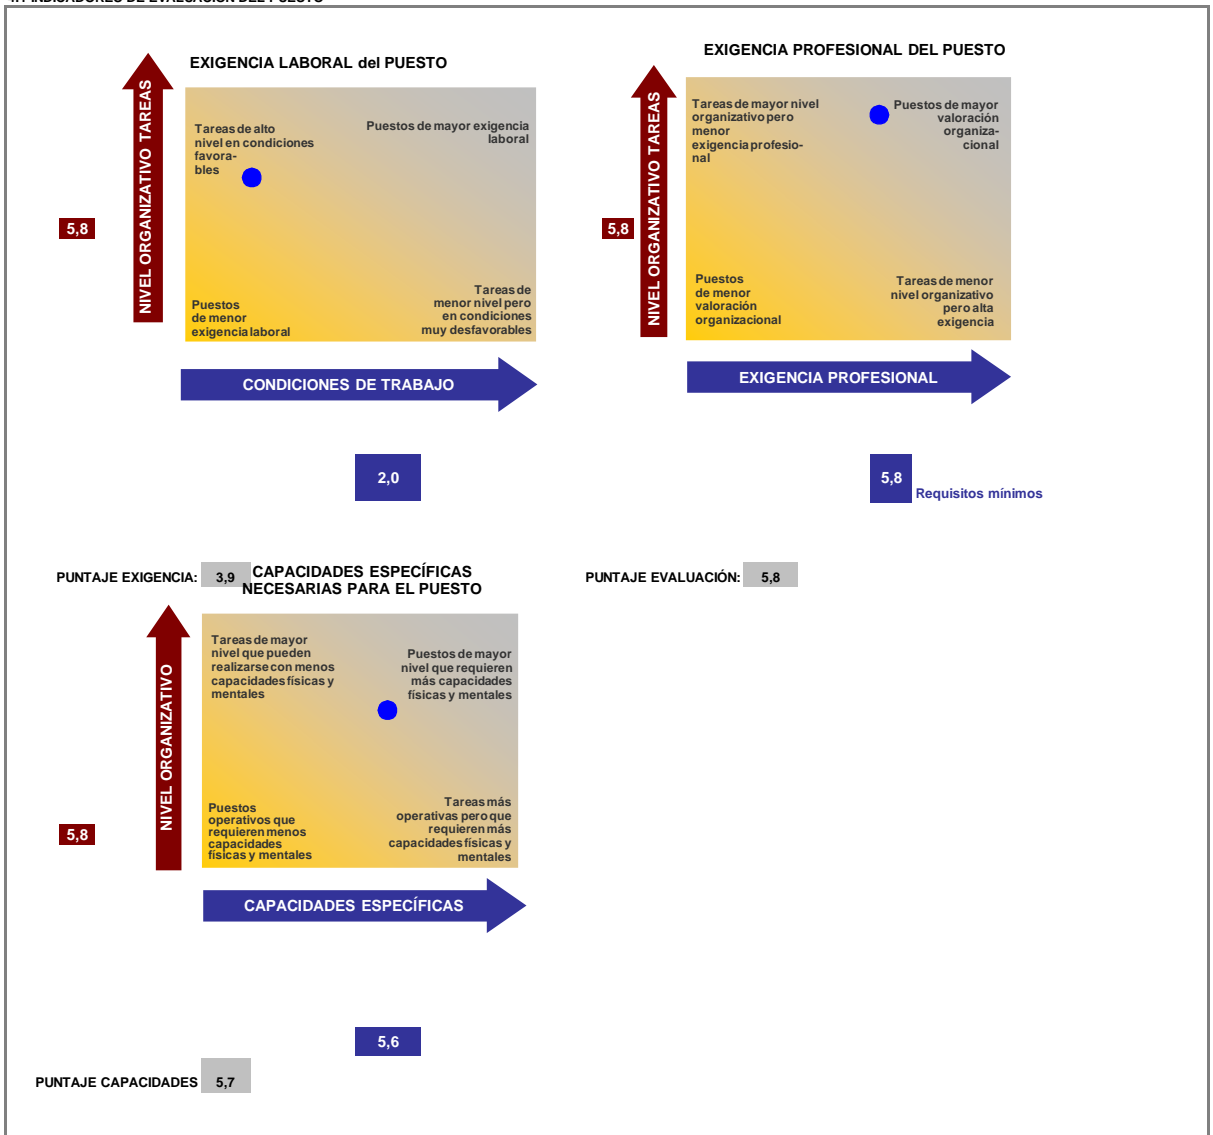 4.7 INDICADORES DE EVALUACIÓN DEL PUESTO
EXIGENCIA LABORAL del PUESTO
NIVEL ORGANIZATIVO TAREAS
Tareas de alto
nivel en condiciones
favora-
bles
Puestos de mayor exigencia
laboral
5,8
Puestos
de menor
exigencia laboral
Tareas de
menor nivel pero
en condiciones
muy desfavorables
CONDICIONES DE TRABAJO
2,0
EXIGENCIA PROFESIONAL DEL PUESTO
NIVEL ORGANIZATIVO TAREAS
Tareas de mayor nivel
organizativo pero
menor
exigencia profesio-
nal
Puestos de mayor
valoración
organiza-
cional
5,8
Puestos
de menor
valoración
organizacional
Tareas de menor
nivel organizativo
pero alta
exigencia
EXIGENCIA PROFESIONAL
5,8
Requisitos mínimos
PUNTAJE EXIGENCIA: 3,9
PUNTAJE EVALUACIÓN: 5,8
CAPACIDADES ESPECÍFICAS
NECESARIAS PARA EL PUESTO
NIVEL ORGANIZATIVO
Tareas de mayor
nivel que pueden
realizarse con menos
capacidades físicas y
mentales
Puestos de mayor
nivel que requieren
más capacidades
físicas y mentales
5,8
Puestos
operativos que
requieren menos
capacidades
físicas y mentales
Tareas más
operativas pero que
requieren más
capacidades físicas y
mentales
CAPACIDADES ESPECÍFICAS
5,6
PUNTAJE CAPACIDADES 5,7